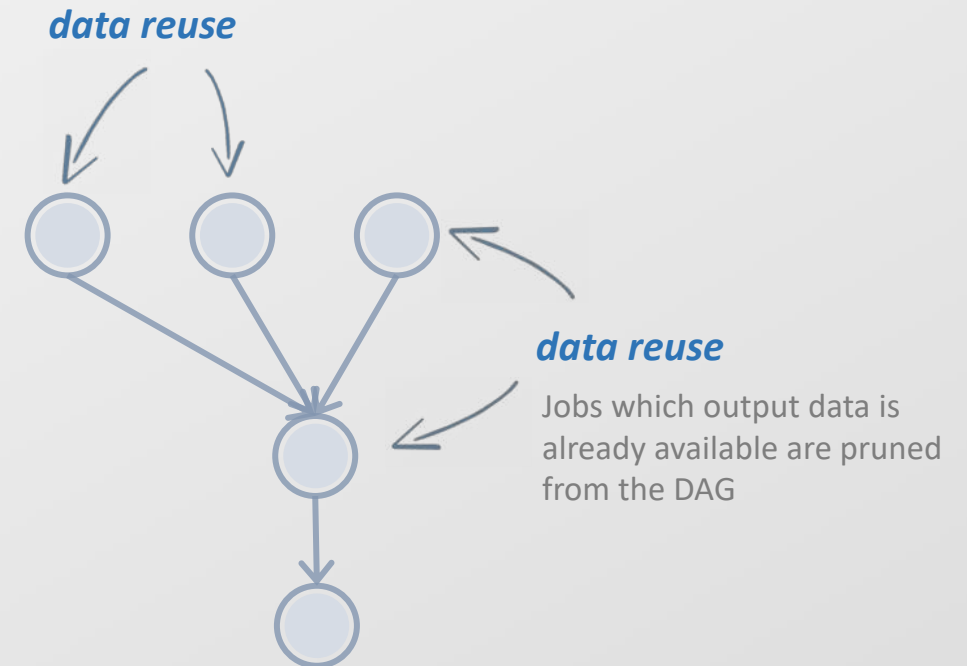 data reuse
data reuse
Jobs which output data is
already available are pruned
from the DAG